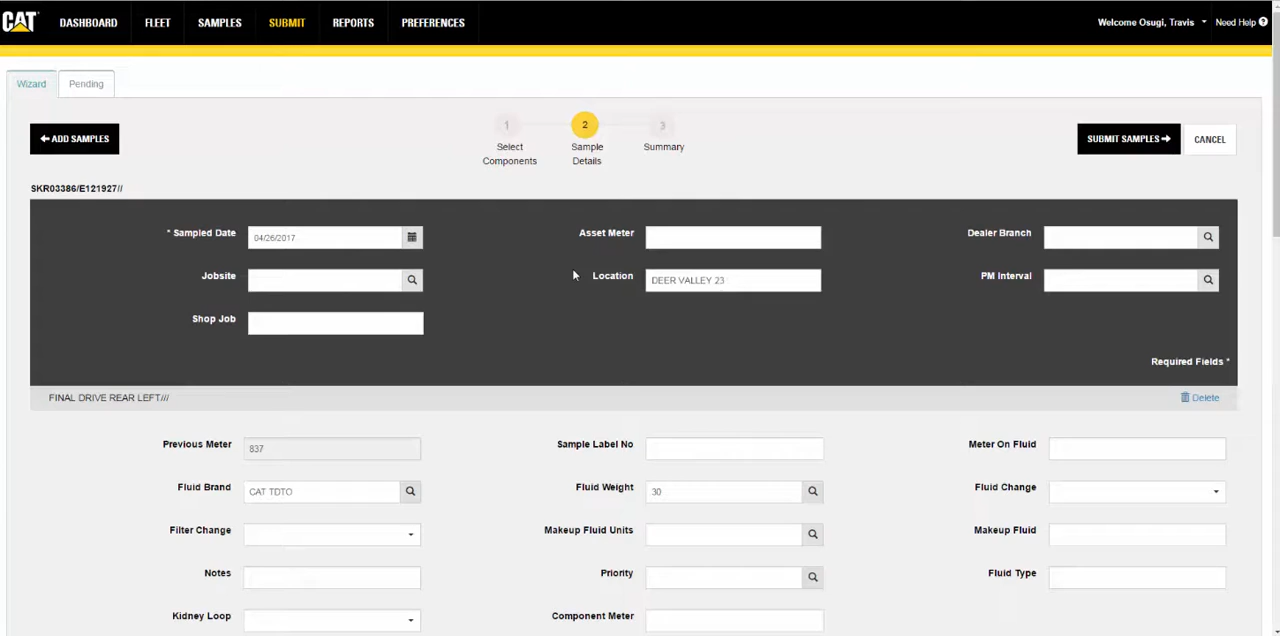 CAT DASHBOARD FLEET SAMPLES SUBMIT REPORTS PREFERENCES Welcome Osugi, Travis Need Help
Wizard Pending
ADD SAMPLES 1 2 3 SUBMIT SAMPLES CANCEL
Select Sample Summary
Components Details
SKR03386/E121927//
* Sampled Date 04/26/2017 Asset Meter Dealer Branch
Jobsite Location DEER VALLEY 23 PM Interval
Shop Job
Required Fields *
FINAL DRIVE REAR LEFT/// Delete
Previous Meter 837 Sample Label No Meter On Fluid
Fluid Brand CAT TDTO Fluid Weight 30 Fluid Change
Filter Change Makeup Fluid Units Makeup Fluid
Notes Priority Fluid Type
Kidney Loop Component Meter